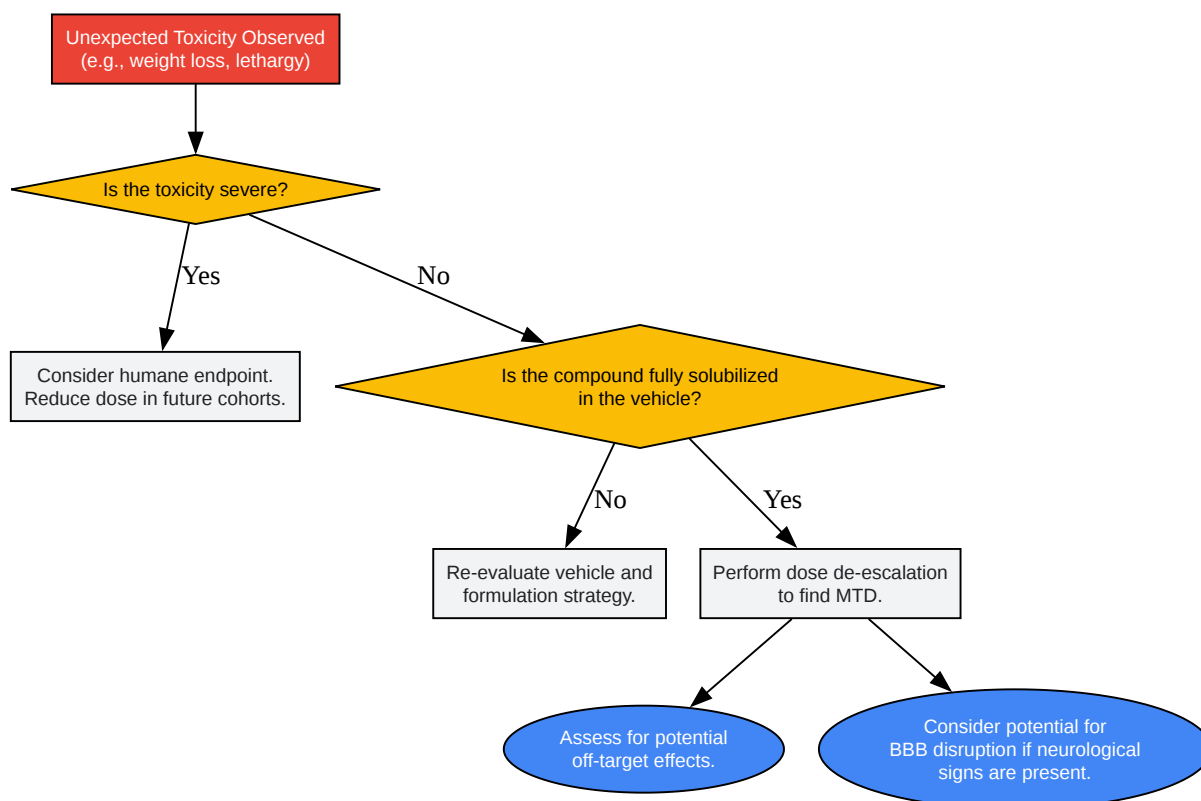 Unexpected Toxicity Observed
(e.g., weight loss, lethargy)
Is the toxicity severe?
Yes
No
Consider humane endpoint.
Reduce dose in future cohorts.
Is the compound fully solubilized
in the vehicle?
No
Yes
Re-evaluate vehicle and
formulation strategy.
Perform dose de-escalation
to find MTD.
Assess for potential
off-target effects.
Consider potential for
BBB disruption if neurological
signs are present.